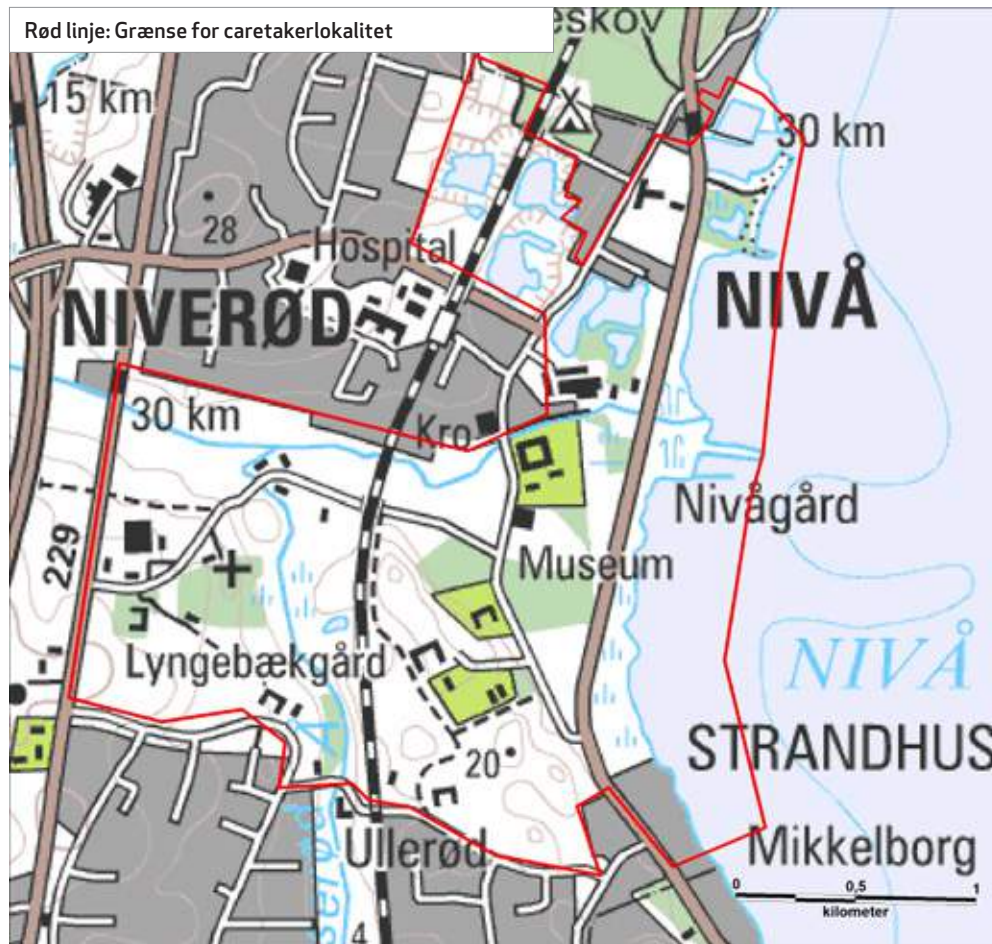 Rød linje: Grænse for caretakerlokalitet
eskov
15 km
30 km
28
Hospital
NIVERØD
NIVÅ
30 km
Kro
Nivågård
229
Museum
Lyngebækgård
NIVÅ
STRANDHUS
20
Ullerød
Mikkelborg
0 0,5 1
kilometer
4